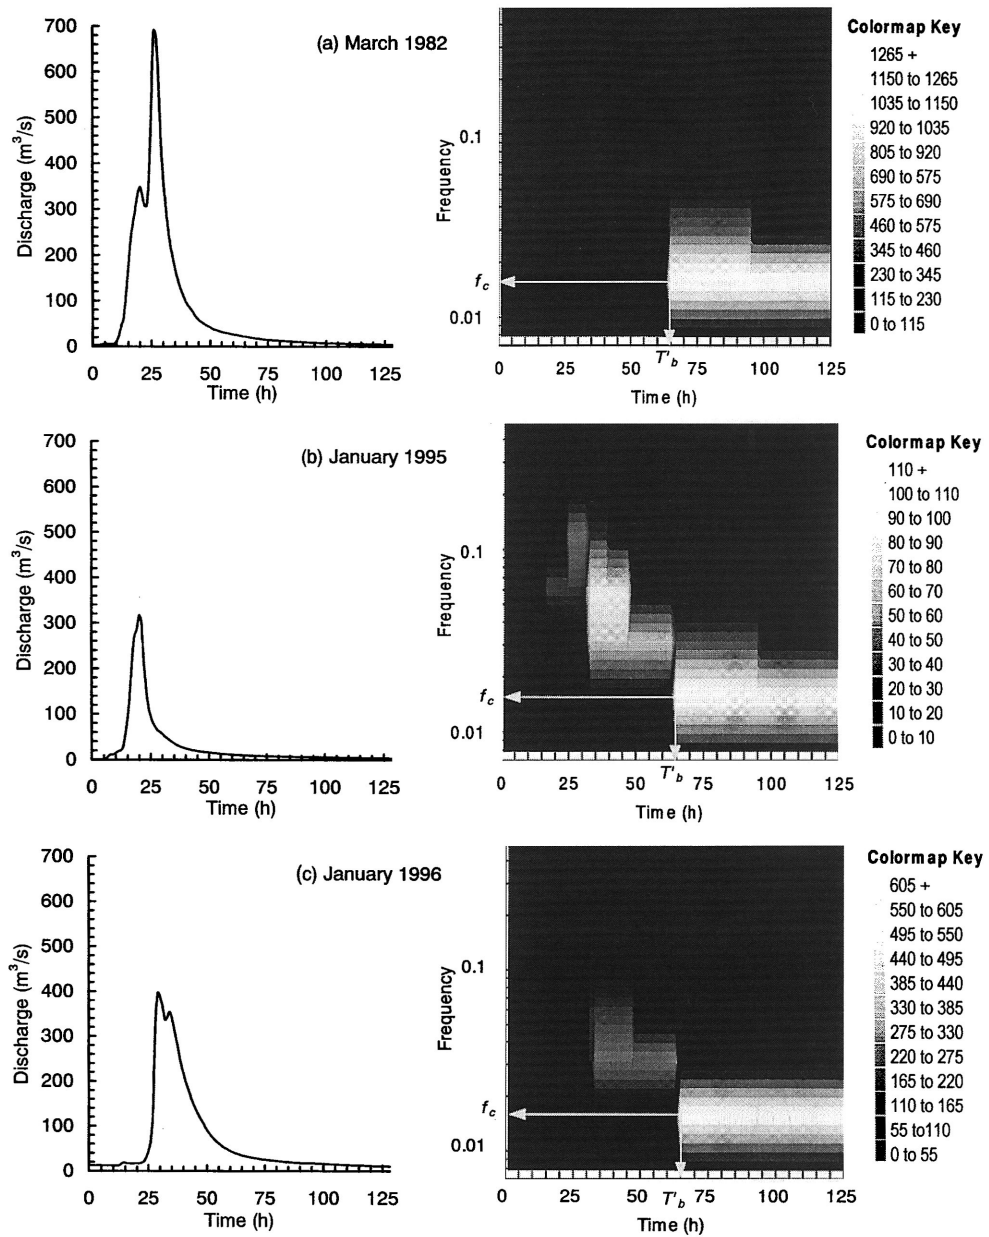 (a) March 1982
Discharge (m³/s)
700
600
500
400
300
200
100
0
0 25 50 75 100 125
Time (h)
Frequency
0.1
f_c
0.01
0 25 50 T'_b 75 100 125
Time (h)
Colormap Key
1265 +
1150 to 1265
1035 to 1150
920 to 1035
805 to 920
690 to 575
575 to 690
460 to 575
345 to 460
230 to 345
115 to 230
0 to 115
(b) January 1995
Discharge (m³/s)
700
600
500
400
300
200
100
0
0 25 50 75 100 125
Time (h)
Frequency
0.1
f_c
0.01
0 25 50 T'_b 75 100 125
Time (h)
Colormap Key
110 +
100 to 110
90 to 100
80 to 90
70 to 80
60 to 70
50 to 60
40 to 50
30 to 40
20 to 30
10 to 20
0 to 10
(c) January 1996
Discharge (m³/s)
700
600
500
400
300
200
100
0
0 25 50 75 100 125
Time (h)
Frequency
0.1
f_c
0.01
0 25 50 T'_b 75 100 125
Time (h)
Colormap Key
605 +
550 to 605
495 to 550
440 to 495
385 to 440
330 to 385
275 to 330
220 to 275
165 to 220
110 to 165
55 to110
0 to 55